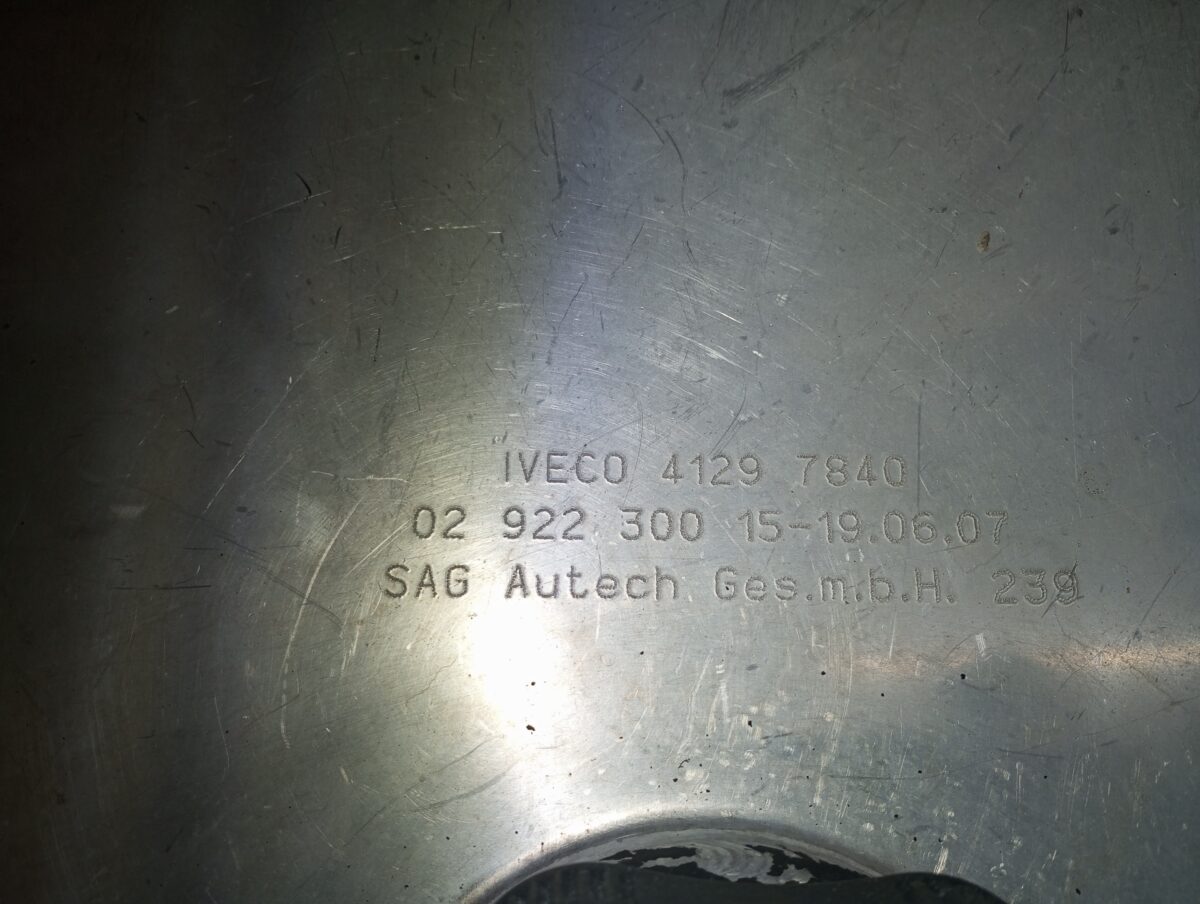 IVECO 4129 7840
02 922 300 15-19.06.07
SAG Autech Ges.m.b.H. 239